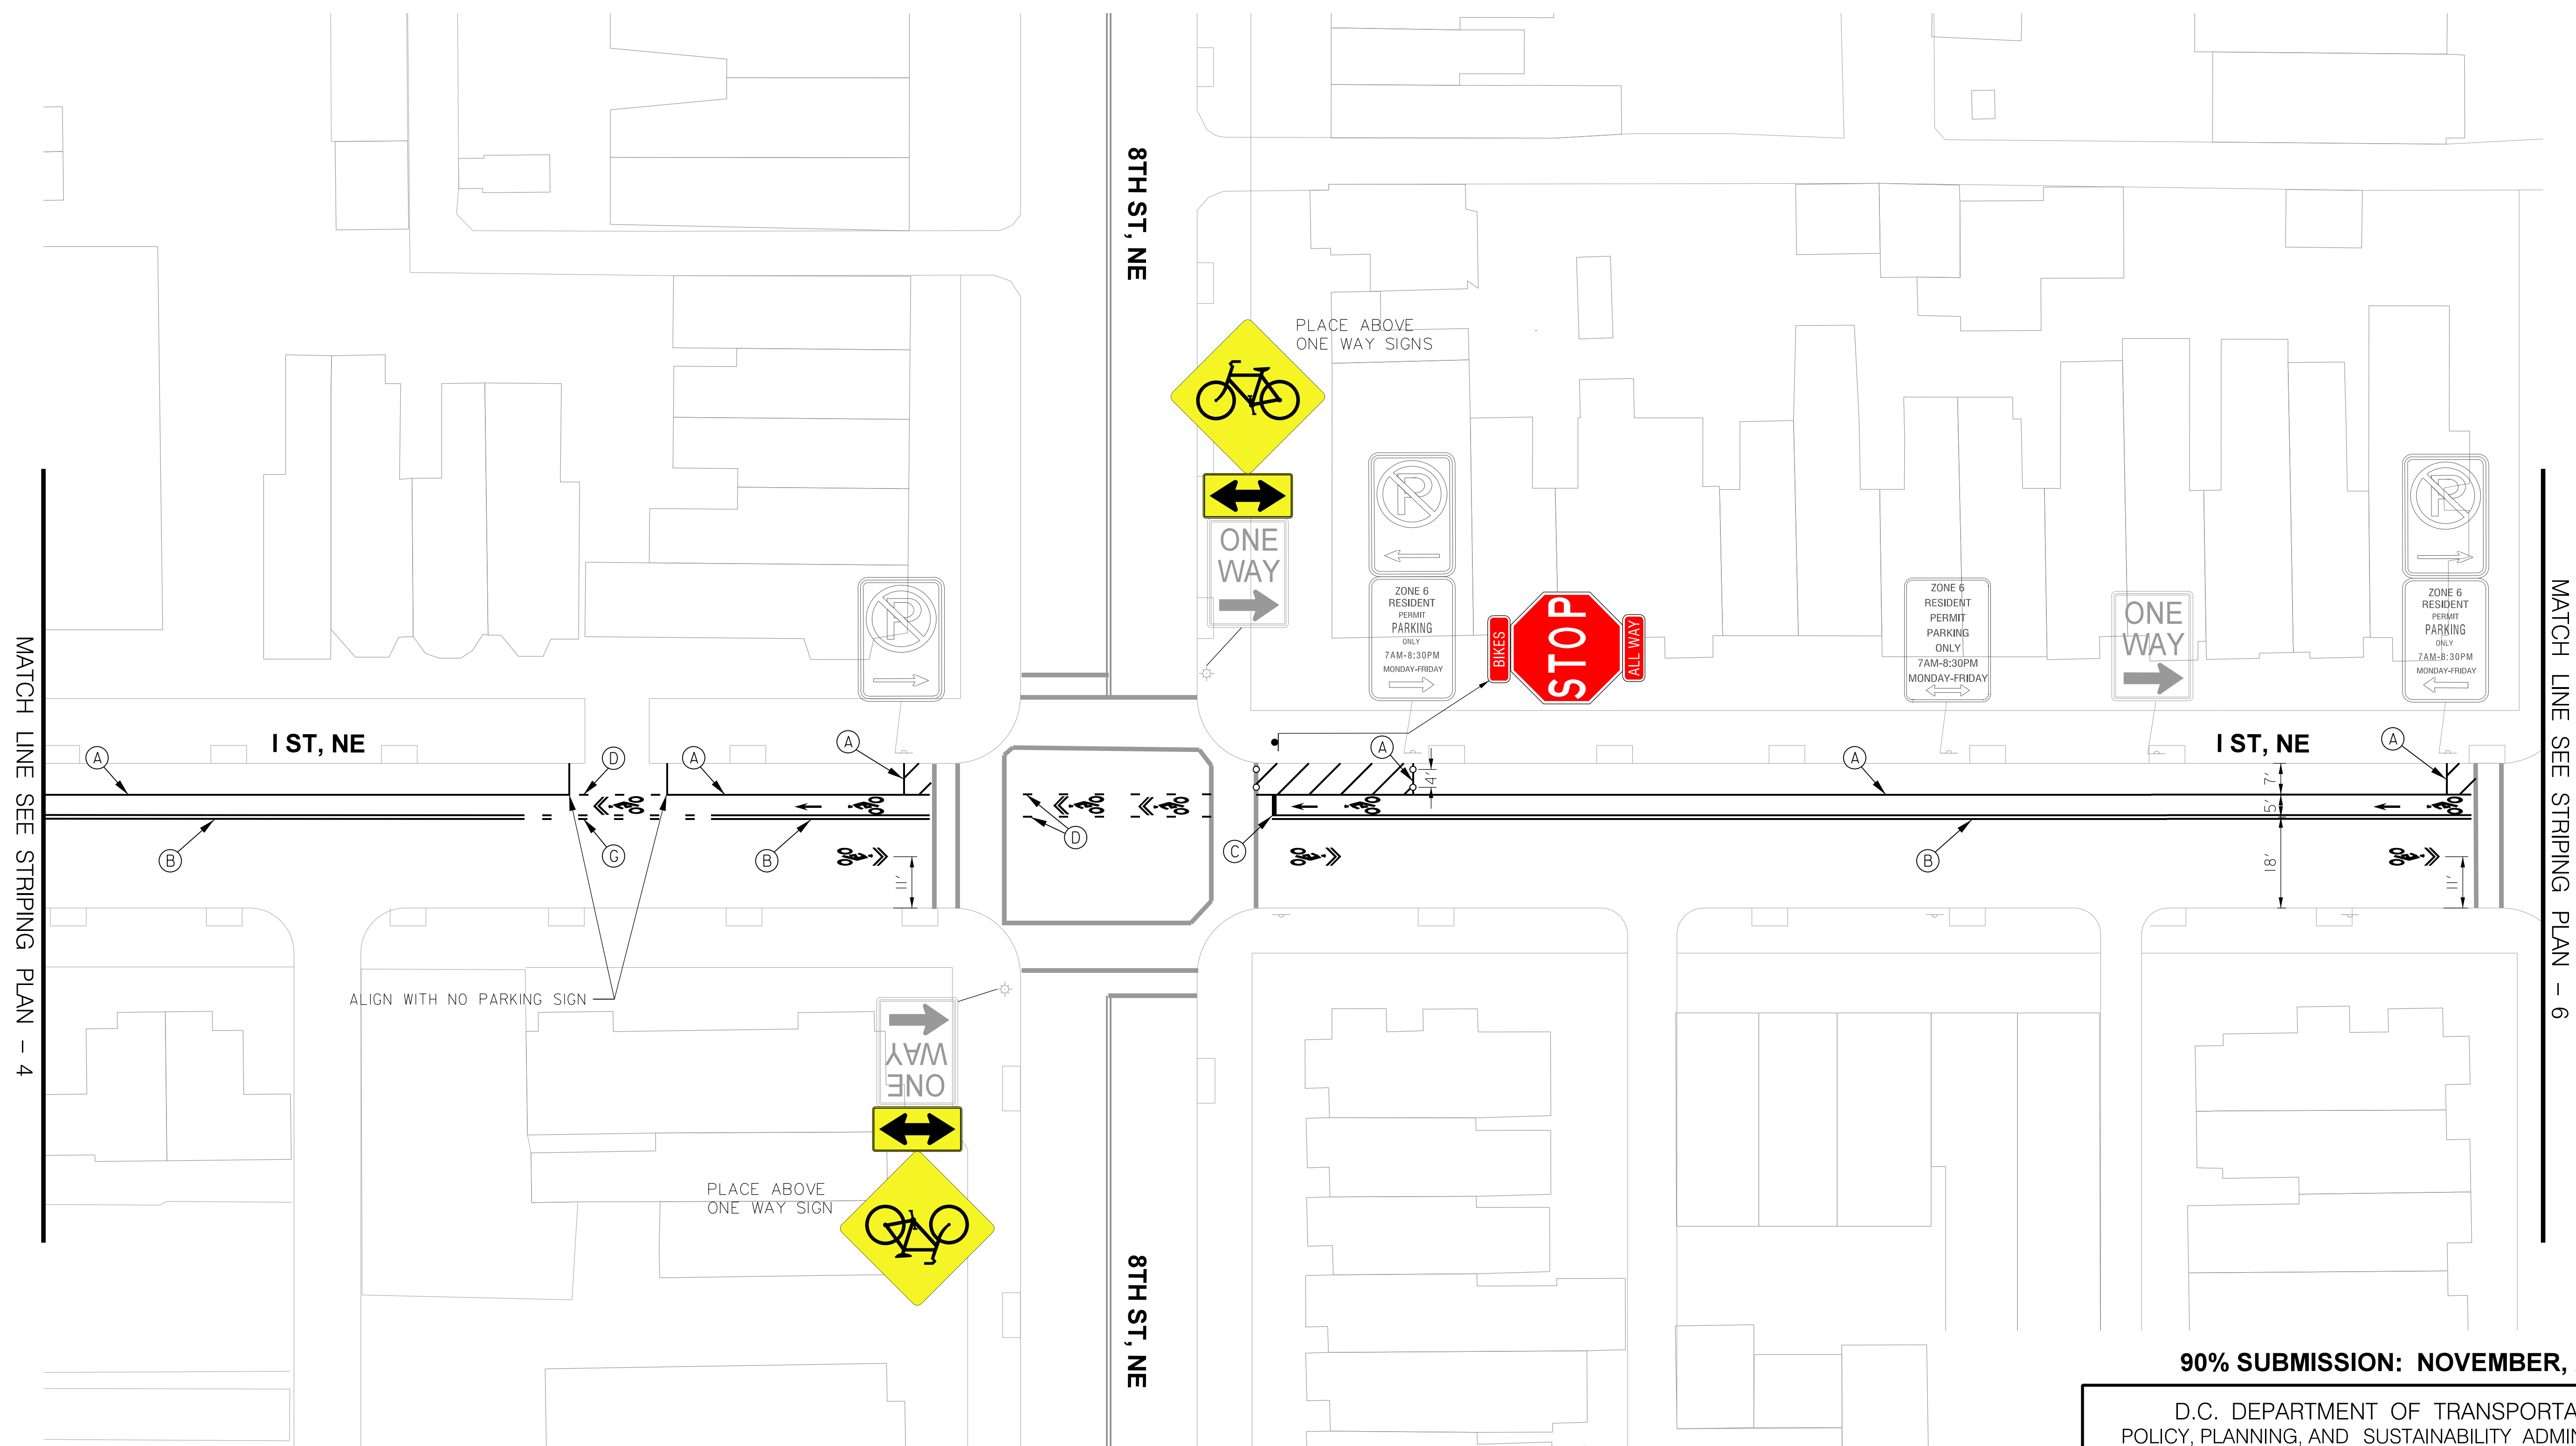 8TH ST, NE
PLACE ABOVE
ONE WAY SIGNS
ONE
WAY
ZONE 6
RESIDENT
PERMIT
PARKING
ONLY
7AM-8:30PM
MONDAY-FRIDAY
BIKES
STOP
ALL WAY
ZONE 6
RESIDENT
PERMIT
PARKING
ONLY
7AM-8:30PM
MONDAY-FRIDAY
ONE
WAY
P
P
P
ZONE 6
RESIDENT
PERMIT
PARKING
ONLY
7AM-8:30PM
MONDAY-FRIDAY
MATCH LINE SEE STRIPING PLAN - 4
MATCH LINE SEE STRIPING PLAN - 6
I ST, NE
I ST, NE
A
D
A
A
A
A
A
4'
7'
5'
18'
B
G
B
D
C
B
11'
11'
ALIGN WITH NO PARKING SIGN
ONE
WAY
PLACE ABOVE
ONE WAY SIGN
8TH ST, NE
90% SUBMISSION: NOVEMBER,
D.C. DEPARTMENT OF TRANSPORTA
POLICY, PLANNING, AND SUSTAINABILITY ADMIN